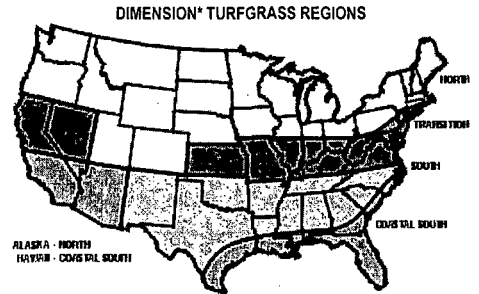 DIMENSION* TURFGRASS REGIONS
NORTH
TRANSITION
SOUTH
COASTAL SOUTH
ALASKA - NORTH
HAWAII - COASTAL SOUTH